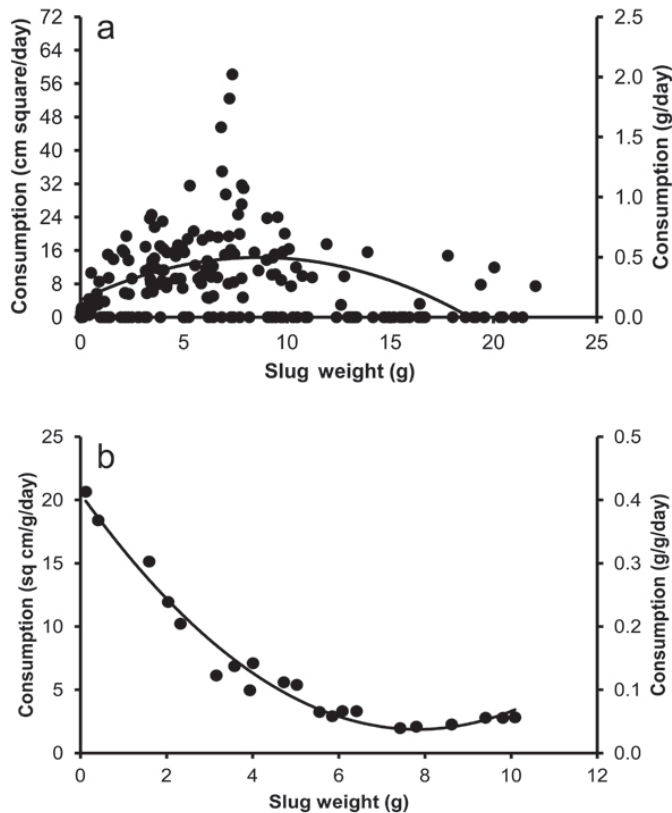 a
Consumption (cm square/day)
72
64
56
48
40
32
24
16
8
0
2.5
2.0
1.5
1.0
0.5
0.0
Consumption (g/day)
0 5 10 15 20 25
Slug weight (g)
b
Consumption (sq cm/g/day)
25
20
15
10
5
0
0.5
0.4
0.3
0.2
0.1
0.0
Consumption (g/g/day)
0 2 4 6 8 10 12
Slug weight (g)